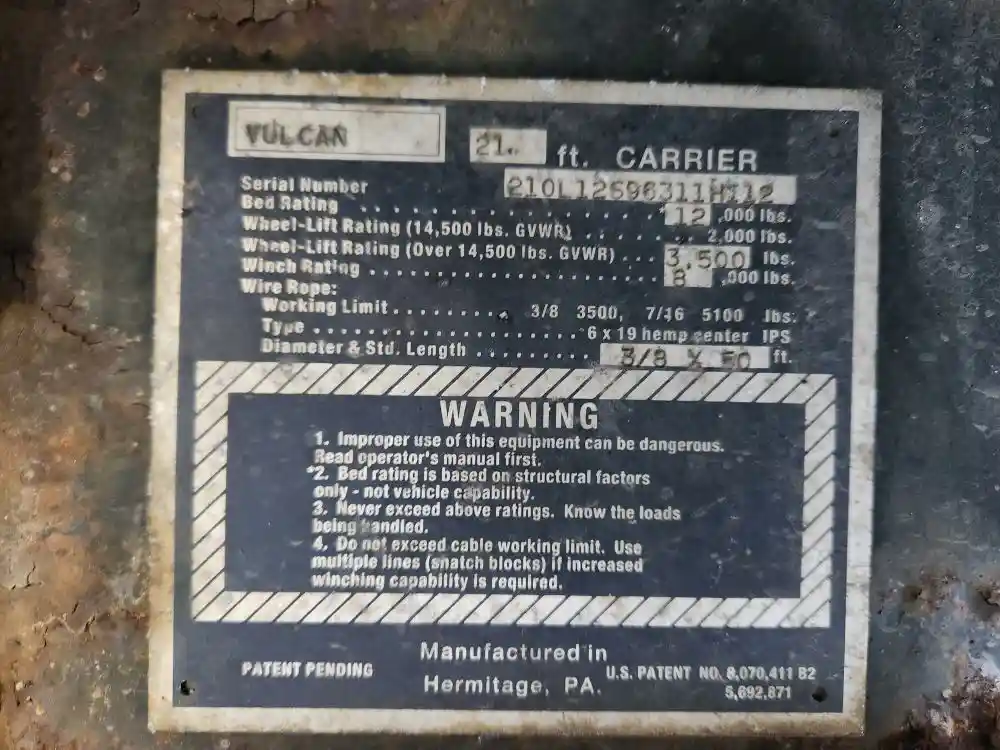 VULCAN 21 ft. CARRIER
Serial Number 210L12696311H112
Bed Rating . . . . . . . . . . . . . . . . . . . . 12 ,000 lbs.
Wheel-Lift Rating (14,500 lbs. GVWR) . . . . . . . . 2,000 lbs.
Wheel-Lift Rating (Over 14,500 lbs. GVWR) . . . 3,500 lbs.
Winch Rating . . . . . . . . . . . . . . . . . . . . 8 ,000 lbs.
Wire Rope:
Working Limit . . . . . . . . . 3/8 3500, 7/16 5100 lbs.
Type . . . . . . . . . . . . . . . . . . . . 6 x 19 hemp center IPS
Diameter & Std. Length . . . . . . . . . 3/8 X 50 ft.
WARNING
1. Improper use of this equipment can be dangerous.
Read operator's manual first.
*2. Bed rating is based on structural factors
only - not vehicle capability.
3. Never exceed above ratings. Know the loads
being handled.
4. Do not exceed cable working limit. Use
multiple lines (snatch blocks) if increased
winching capability is required.
Manufactured in
PATENT PENDING Hermitage, PA. U.S. PATENT NO. 8,070,411 B2
5,692,871